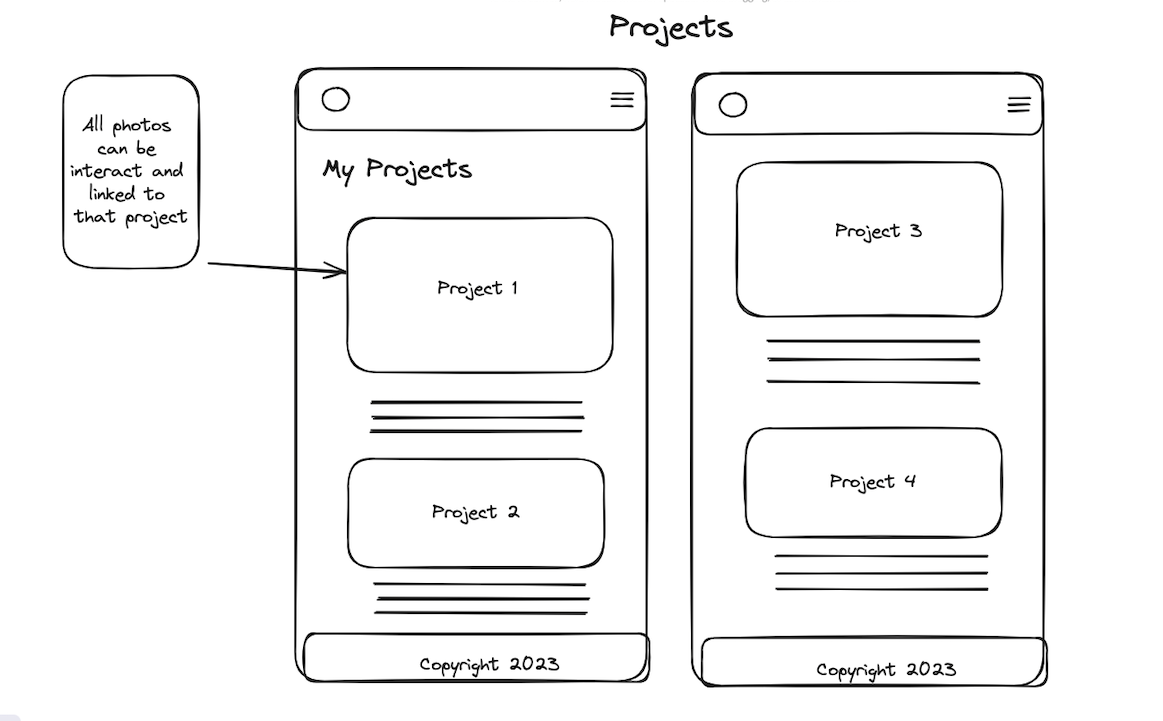 Projects
All photos
can be
interact and
linked to
that project
My Projects
Project 1
Project 2
Copyright 2023
Project 3
Project 4
Copyright 2023